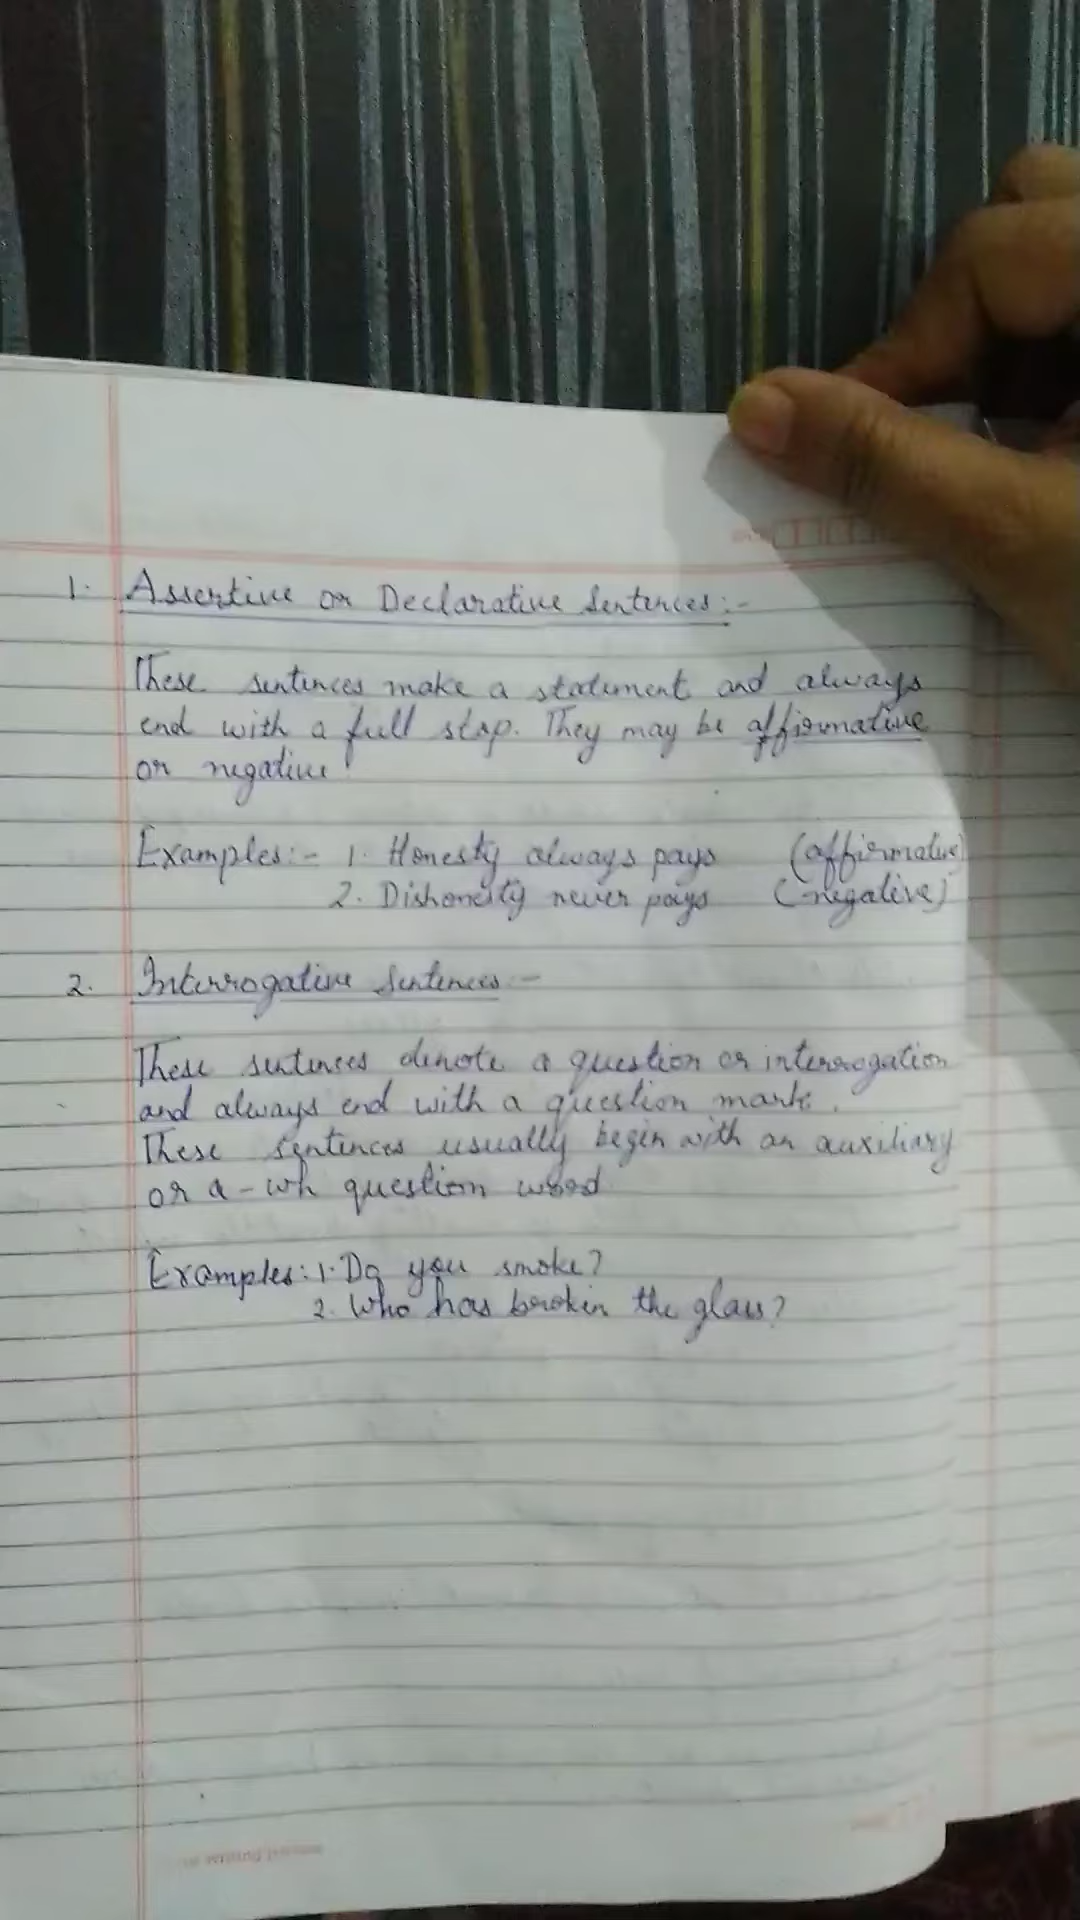 1. Assertive or Declarative Sentences:-
These sentences make a statement and always
end with a full stop. They may be affirmative
or negative.
Examples:- 1. Honesty always pays (affirmative)
2. Dishonesty never pays (negative)
2. Interrogative Sentences:-
These sentences denote a question or interrogation
and always end with a question mark.
These sentences usually begin with an auxiliary
or a -wh question word
Examples: 1. Do you smoke?
2. Who has broken the glass?